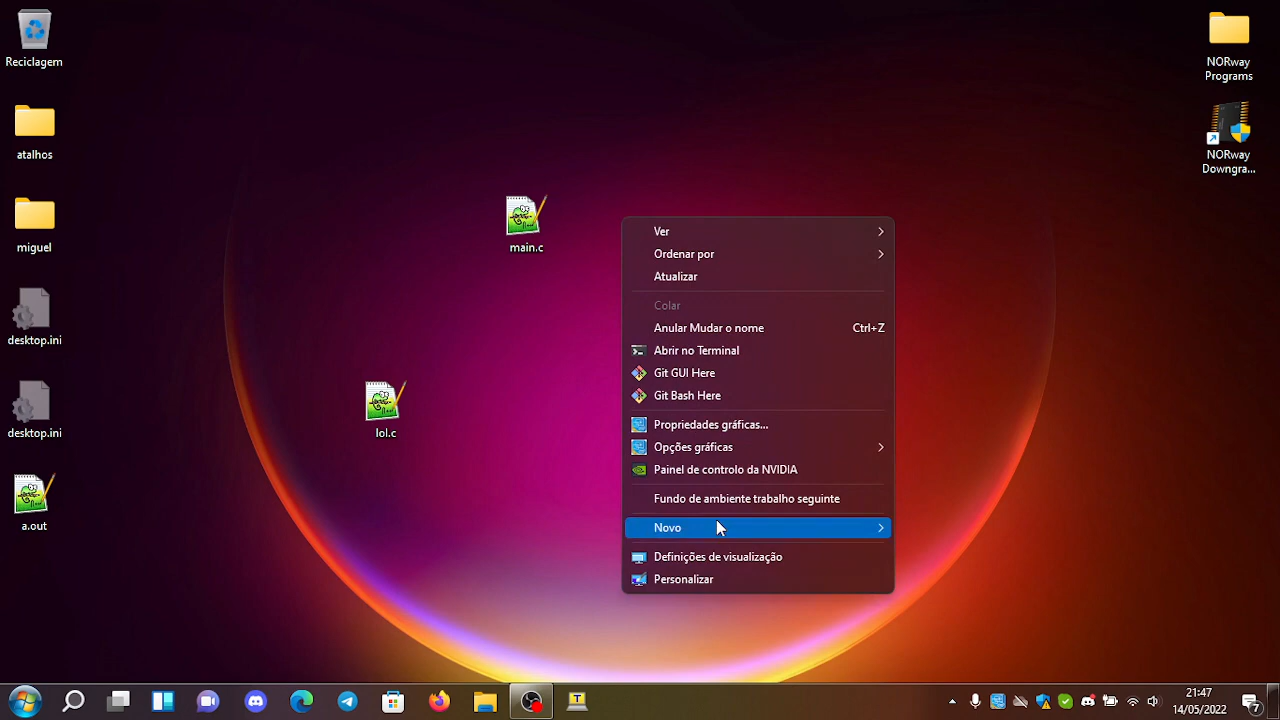 Reciclagem
atalhos
miguel
desktop.ini
desktop.ini
a.out
main.c
lol.c
NORway
Programs
NORway
Downgra...
Ver
Ordenar por
Atualizar
Colar
Anular Mudar o nome Ctrl+Z
Abrir no Terminal
Git GUI Here
Git Bash Here
Propriedades gráficas...
Opções gráficas
Painel de controlo da NVIDIA
Fundo de ambiente trabalho seguinte
Novo
Definições de visualização
Personalizar
T
21:47
14/05/2022
7